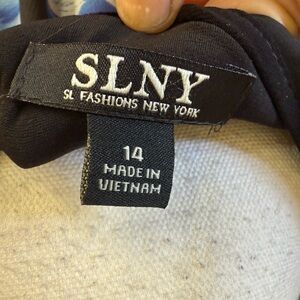 SLNY
SL FASHIONS NEW YORK
14
MADE IN
VIETNAM